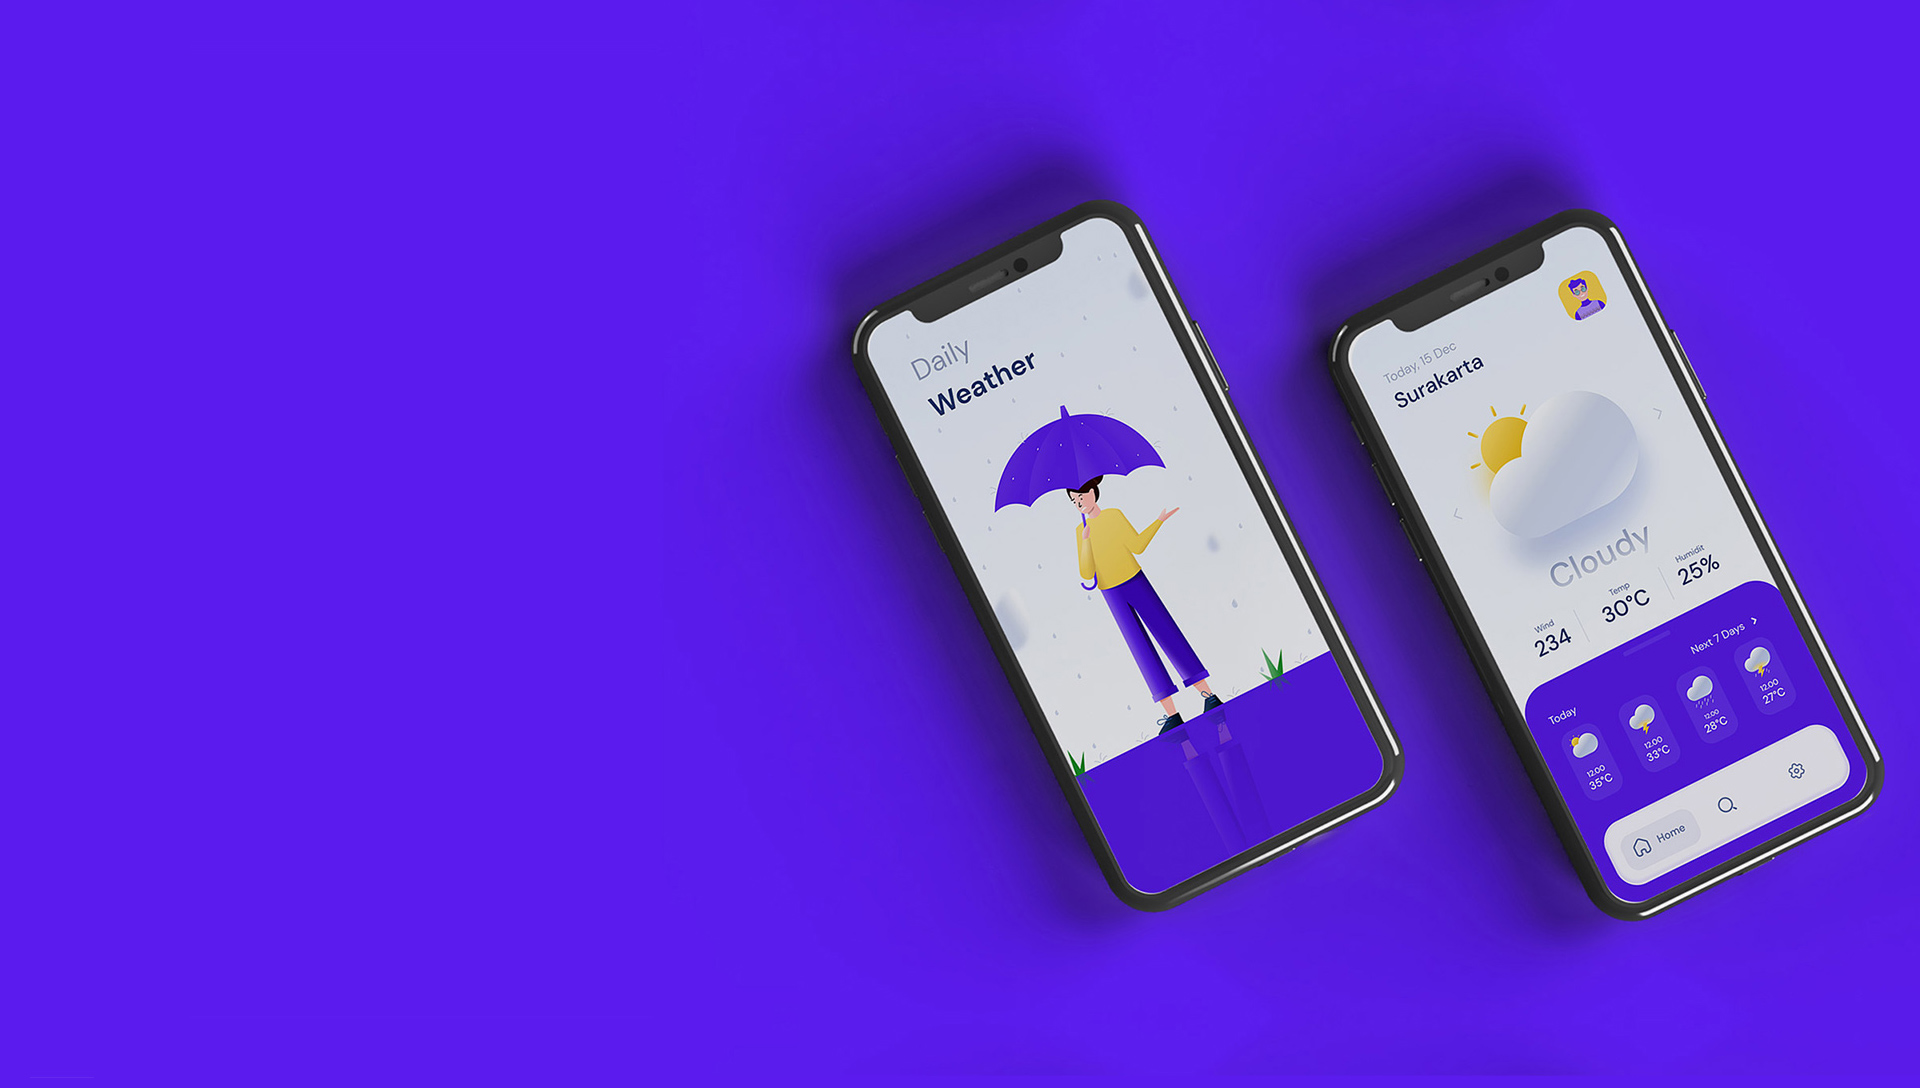 Daily
Weather
Today, 15 Dec
Surakarta
Cloudy
Wind
234
Temp
30°C
Humidit
25%
Today
Next 7 Days
12.00
35°C
12.00
33°C
12.00
28°C
12.00
27°C
Home